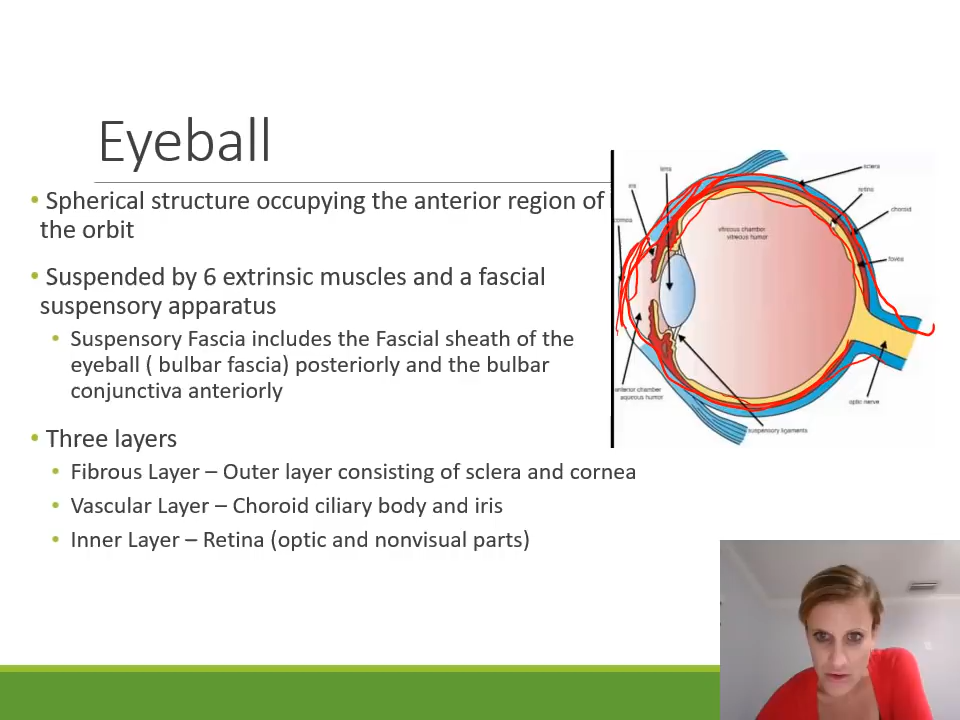 Eyeball
• Spherical structure occupying the anterior region of
the orbit
• Suspended by 6 extrinsic muscles and a fascial
suspensory apparatus
• Suspensory Fascia includes the Fascial sheath of the
eyeball ( bulbar fascia) posteriorly and the bulbar
conjunctiva anteriorly
• Three layers
• Fibrous Layer – Outer layer consisting of sclera and cornea
• Vascular Layer – Choroid ciliary body and iris
• Inner Layer – Retina (optic and nonvisual parts)
lens
sclera
iris
retina
cornea
choroid
vitreous chamber
vitreous humor
fovea
anterior chamber
aqueous humor
optic nerve
suspensory ligaments